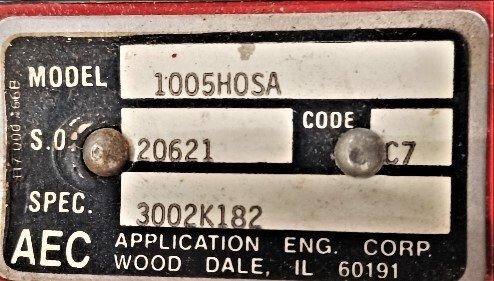 MODEL 1005HOSA
CODE
S.O. 20621 C7
SPEC. 3002K182
AEC APPLICATION ENG. CORP.
WOOD DALE, IL 60191